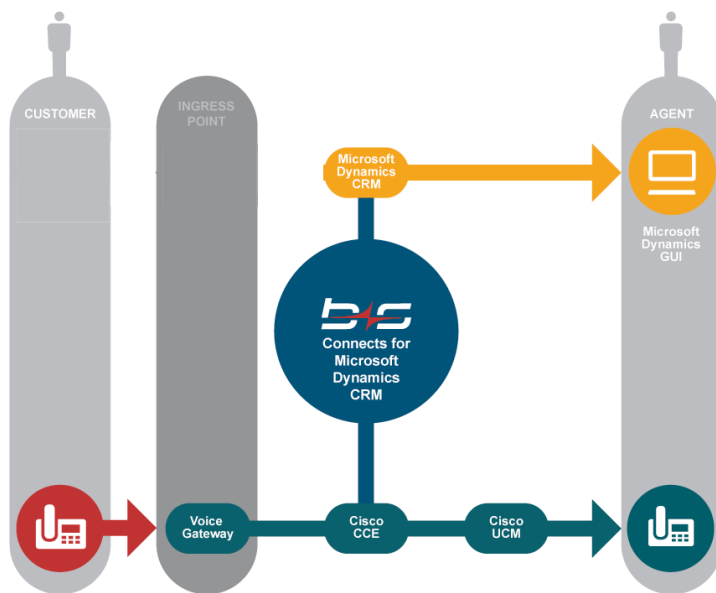 CUSTOMER
INGRESS
POINT
AGENT
Microsoft
Dynamics
CRM
Microsoft
Dynamics
GUI
b+s
Connects for
Microsoft
Dynamics
CRM
Voice
Gateway
Cisco
CCE
Cisco
UCM